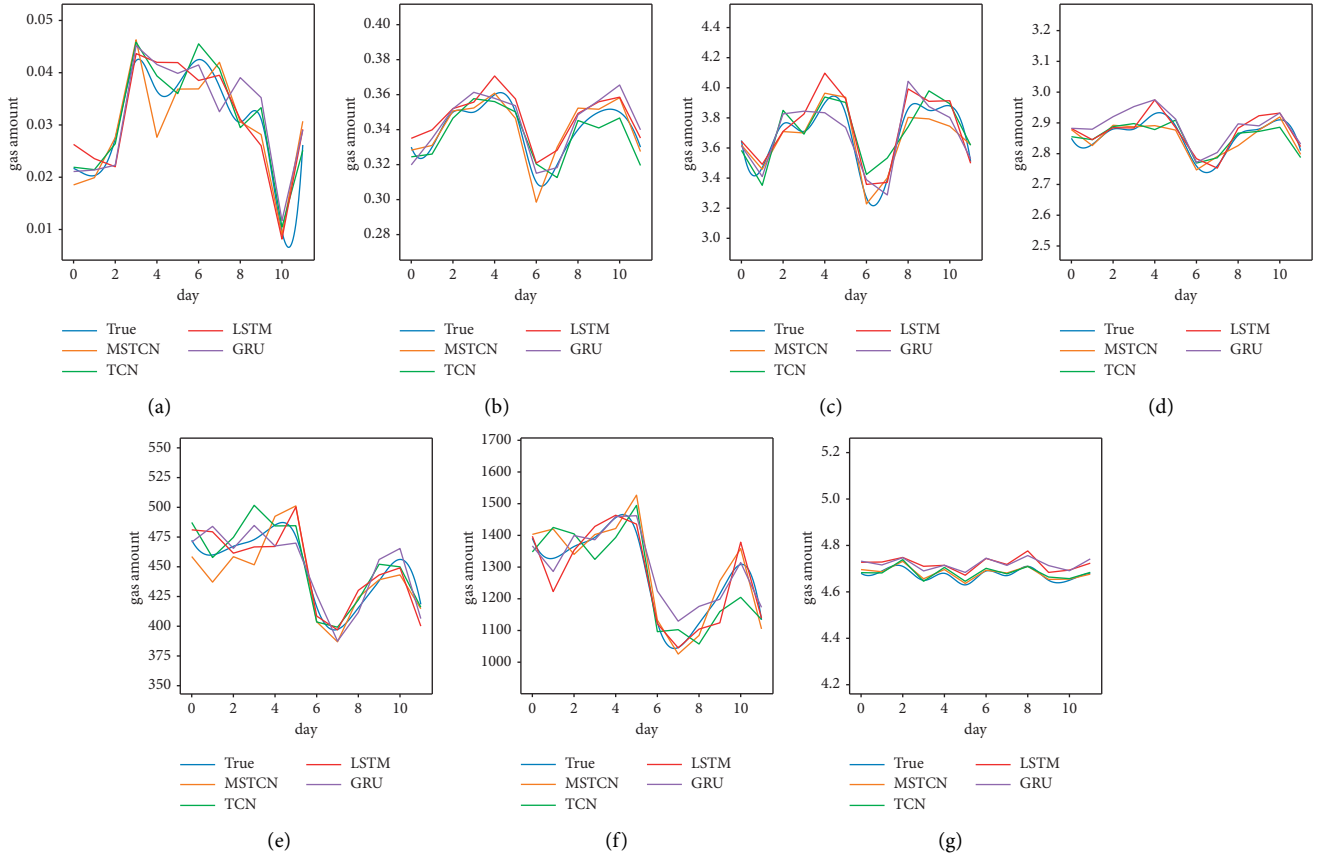 0.05
0.04
0.03
0.02
0.01
gas amount
0 2 4 6 8 10
day
True LSTM
MSTCN GRU
TCN
(a)
0.40
0.38
0.36
0.34
0.32
0.30
0.28
gas amount
0 2 4 6 8 10
day
True LSTM
MSTCN GRU
TCN
(b)
4.4
4.2
4.0
3.8
3.6
3.4
3.2
3.0
gas amount
0 2 4 6 8 10
day
True LSTM
MSTCN GRU
TCN
(c)
3.2
3.1
3.0
2.9
2.8
2.7
2.6
2.5
gas amount
0 2 4 6 8 10
day
True LSTM
MSTCN GRU
TCN
(d)
550
525
500
475
450
425
400
375
350
gas amount
0 2 4 6 8 10
day
True LSTM
MSTCN GRU
TCN
(e)
1700
1600
1500
1400
1300
1200
1100
1000
gas amount
0 2 4 6 8 10
day
True LSTM
MSTCN GRU
TCN
(f)
5.2
5.0
4.8
4.6
4.4
4.2
gas amount
0 2 4 6 8 10
day
True LSTM
MSTCN GRU
TCN
(g)